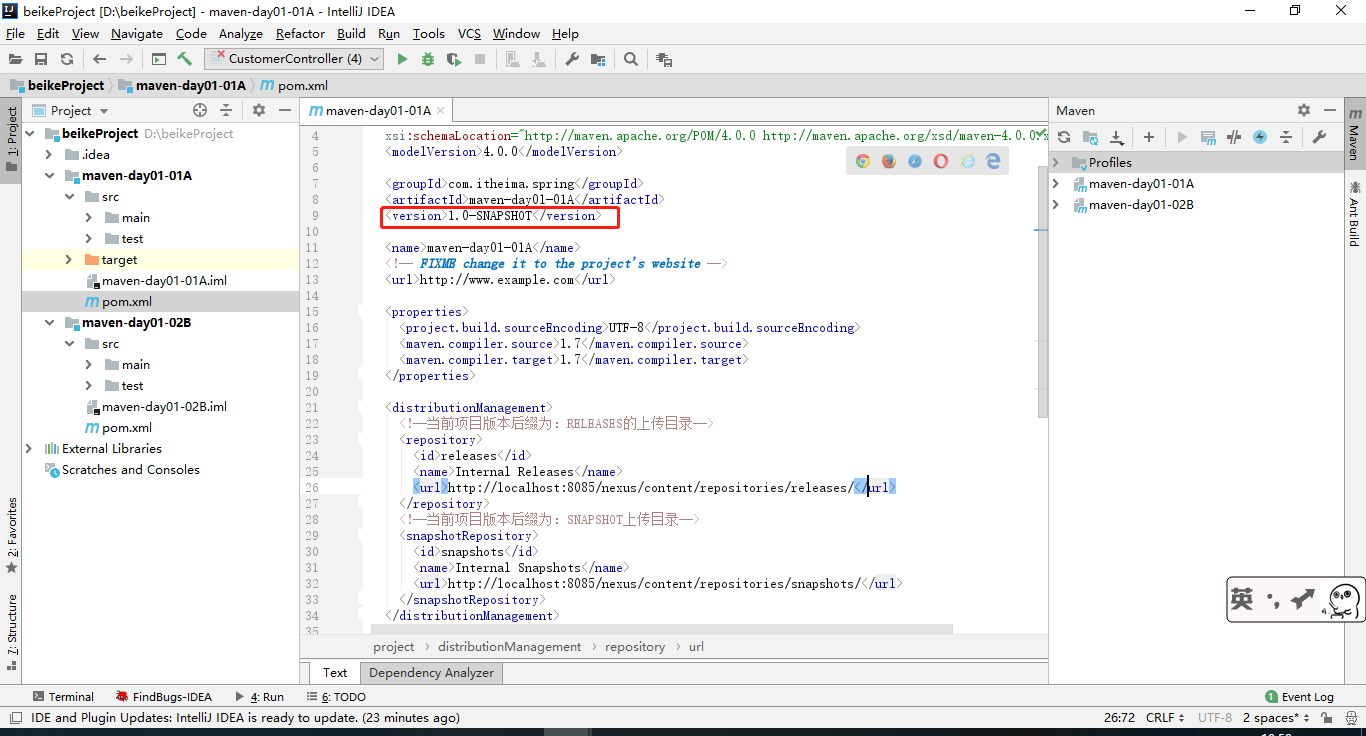 beikeProject [D:\beikeProject] - maven-day01-01A - IntelliJ IDEA
File Edit View Navigate Code Analyze Refactor Build Run Tools VCS Window Help
CustomerController (4)
beikeProject maven-day01-01A pom.xml
1: Project
Project
beikeProject D:\beikeProject
.idea
maven-day01-01A
src
main
test
target
maven-day01-01A.iml
pom.xml
maven-day01-02B
src
main
test
maven-day01-02B.iml
pom.xml
External Libraries
Scratches and Consoles
2: Favorites
7: Structure
maven-day01-01A
4 xsi:schemaLocation="http://maven.apache.org/POM/4.0.0 http://maven.apache.org/xsd/maven-4.0.0.x
5 <modelVersion>4.0.0</modelVersion>
6
7 <groupId>com.itheima.spring</groupId>
8 <artifactId>maven-day01-01A</artifactId>
9 <version>1.0-SNAPSHOT</version>
10
11 <name>maven-day01-01A</name>
12 <!-- FIXME change it to the project's website -->
13 <url>http://www.example.com</url>
14
15 <properties>
16 <project.build.sourceEncoding>UTF-8</project.build.sourceEncoding>
17 <maven.compiler.source>1.7</maven.compiler.source>
18 <maven.compiler.target>1.7</maven.compiler.target>
19 </properties>
20
21 <distributionManagement>
22 <!--当前项目版本后缀为：RELEASES的上传目录-->
23 <repository>
24 <id>releases</id>
25 <name>Internal Releases</name>
26 <url>http://localhost:8085/nexus/content/repositories/releases/</url>
27 </repository>
28 <!--当前项目版本后缀为：SNAPSHOT上传目录-->
29 <snapshotRepository>
30 <id>snapshots</id>
31 <name>Internal Snapshots</name>
32 <url>http://localhost:8085/nexus/content/repositories/snapshots/</url>
33 </snapshotRepository>
34 </distributionManagement>
35
project › distributionManagement › repository › url
Text Dependency Analyzer
Maven
Profiles
maven-day01-01A
maven-day01-02B
Maven
Ant Build
英
Terminal FindBugs-IDEA 4: Run 6: TODO 1 Event Log
IDE and Plugin Updates: IntelliJ IDEA is ready to update. (23 minutes ago) 26:72 CRLF UTF-8 2 spaces*